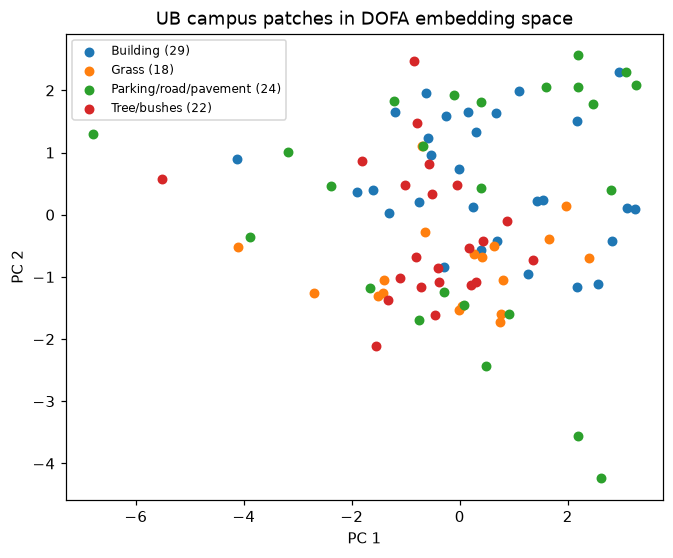 UB campus patches in DOFA embedding space
Building (29)
Grass (18)
Parking/road/pavement (24)
Tree/bushes (22)
PC 2
2
1
0
−1
−2
−3
−4
−6
−4
−2
0
2
PC 1